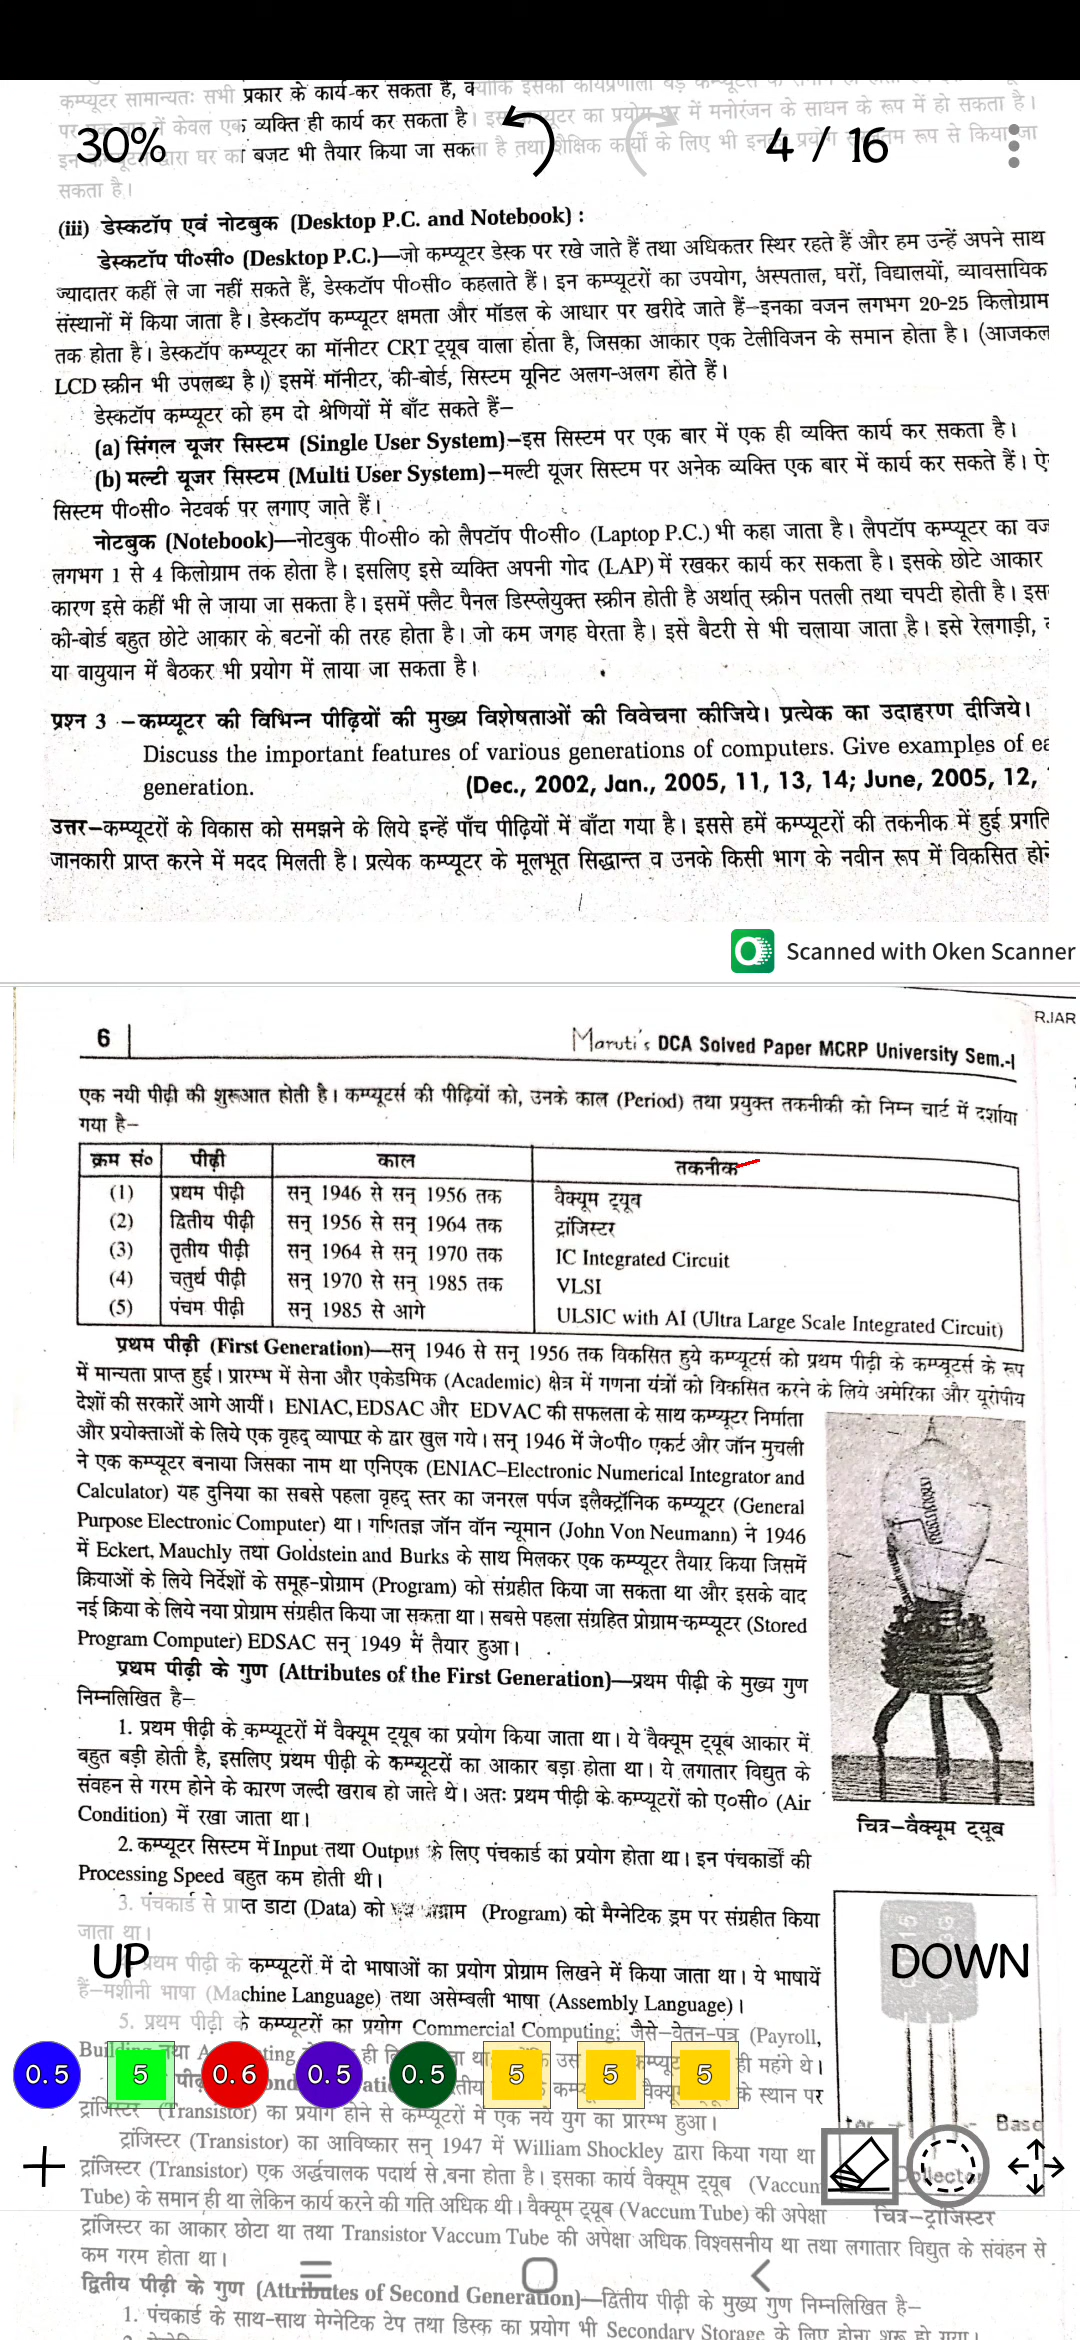 कम्प्यूटर सामान्यतः सभी प्रकार के कार्य कर सकता है, क्योंकि इसकी कार्यप्रणाली बड़े
में केवल एक व्यक्ति ही कार्य कर सकता है। का प्रयोग घर में मनोरंजन के साधन के रूप में हो सकता है।
30% 4 / 16
द्वारा घर का बजट भी तैयार किया जा सकता है तथा शैक्षिक कार्यों के लिए भी रूप से किया जा
सकता है।
(iii) डेस्कटॉप एवं नोटबुक (Desktop P.C. and Notebook) :
डेस्कटॉप पी०सी० (Desktop P.C.)—जो कम्प्यूटर डेस्क पर रखे जाते हैं तथा अधिकतर स्थिर रहते हैं और हम उन्हें अपने साथ
ज्यादातर कहीं ले जा नहीं सकते हैं, डेस्कटॉप पी०सी० कहलाते हैं। इन कम्प्यूटरों का उपयोग, अस्पताल, घरों, विद्यालयों, व्यावसायिक
संस्थानों में किया जाता है। डेस्कटॉप कम्प्यूटर क्षमता और मॉडल के आधार पर खरीदे जाते हैं–इनका वजन लगभग 20-25 किलोग्राम
तक होता है। डेस्कटॉप कम्प्यूटर का मॉनीटर CRT ट्यूब वाला होता है, जिसका आकार एक टेलीविजन के समान होता है। (आजकल
LCD स्क्रीन भी उपलब्ध है।) इसमें मॉनीटर, की-बोर्ड, सिस्टम यूनिट अलग-अलग होते हैं।
डेस्कटॉप कम्प्यूटर को हम दो श्रेणियों में बाँट सकते हैं–
(a) सिंगल यूजर सिस्टम (Single User System)–इस सिस्टम पर एक बार में एक ही व्यक्ति कार्य कर सकता है।
(b) मल्टी यूजर सिस्टम (Multi User System)–मल्टी यूजर सिस्टम पर अनेक व्यक्ति एक बार में कार्य कर सकते हैं। ऐ
सिस्टम पी०सी० नेटवर्क पर लगाए जाते हैं।
नोटबुक (Notebook)—नोटबुक पी०सी० को लैपटॉप पी०सी० (Laptop P.C.) भी कहा जाता है। लैपटॉप कम्प्यूटर का वज
लगभग 1 से 4 किलोग्राम तक होता है। इसलिए इसे व्यक्ति अपनी गोद (LAP) में रखकर कार्य कर सकता है। इसके छोटे आकार
कारण इसे कहीं भी ले जाया जा सकता है। इसमें फ्लैट पैनल डिस्प्लेयुक्त स्क्रीन होती है अर्थात् स्क्रीन पतली तथा चपटी होती है। इस
की-बोर्ड बहुत छोटे आकार के बटनों की तरह होता है। जो कम जगह घेरता है। इसे बैटरी से भी चलाया जाता है। इसे रेलगाड़ी,
या वायुयान में बैठकर भी प्रयोग में लाया जा सकता है।
प्रश्न 3 –कम्प्यूटर की विभिन्न पीढ़ियों की मुख्य विशेषताओं की विवेचना कीजिये। प्रत्येक का उदाहरण दीजिये।
Discuss the important features of various generations of computers. Give examples of ea
generation. (Dec., 2002, Jan., 2005, 11, 13, 14; June, 2005, 12,
उत्तर–कम्प्यूटरों के विकास को समझने के लिये इन्हें पाँच पीढ़ियों में बाँटा गया है। इससे हमें कम्प्यूटरों की तकनीक में हुई प्रगति
जानकारी प्राप्त करने में मदद मिलती है। प्रत्येक कम्प्यूटर के मूलभूत सिद्धान्त व उनके किसी भाग के नवीन रूप में विकसित होने
Scanned with Oken Scanner
R.JAR
6 Maruti's DCA Solved Paper MCRP University Sem.-I
एक नयी पीढ़ी की शुरूआत होती है। कम्प्यूटर्स की पीढ़ियों को, उनके काल (Period) तथा प्रयुक्त तकनीकी को निम्न चार्ट में दर्शाया
गया है–
क्रम सं० पीढ़ी काल तकनीक
(1) प्रथम पीढ़ी सन् 1946 से सन् 1956 तक वैक्यूम ट्यूब
(2) द्वितीय पीढ़ी सन् 1956 से सन् 1964 तक ट्रांजिस्टर
(3) तृतीय पीढ़ी सन् 1964 से सन् 1970 तक IC Integrated Circuit
(4) चतुर्थ पीढ़ी सन् 1970 से सन् 1985 तक VLSI
(5) पंचम पीढ़ी सन् 1985 से आगे ULSIC with AI (Ultra Large Scale Integrated Circuit)
प्रथम पीढ़ी (First Generation)—सन् 1946 से सन् 1956 तक विकसित हुये कम्प्यूटर्स को प्रथम पीढ़ी के कम्प्यूटर्स के रूप
में मान्यता प्राप्त हुई। प्रारम्भ में सेना और एकेडमिक (Academic) क्षेत्र में गणना यंत्रों को विकसित करने के लिये अमेरिका और यूरोपीय
देशों की सरकारें आगे आयीं। ENIAC, EDSAC और EDVAC की सफलता के साथ कम्प्यूटर निर्माता
और प्रयोक्ताओं के लिये एक वृहद् व्यापार के द्वार खुल गये। सन् 1946 में जे०पी० एकर्ट और जॉन मुचली
ने एक कम्प्यूटर बनाया जिसका नाम था एनिएक (ENIAC–Electronic Numerical Integrator and
Calculator) यह दुनिया का सबसे पहला वृहद् स्तर का जनरल पर्पज इलैक्ट्रॉनिक कम्प्यूटर (General
Purpose Electronic Computer) था। गणितज्ञ जॉन वॉन न्यूमान (John Von Neumann) ने 1946
में Eckert, Mauchly तथा Goldstein and Burks के साथ मिलकर एक कम्प्यूटर तैयार किया जिसमें
क्रियाओं के लिये निर्देशों के समूह-प्रोग्राम (Program) को संग्रहीत किया जा सकता था और इसके बाद
नई क्रिया के लिये नया प्रोग्राम संग्रहीत किया जा सकता था। सबसे पहला संग्रहित प्रोग्राम-कम्प्यूटर (Stored
Program Computer) EDSAC सन् 1949 में तैयार हुआ।
प्रथम पीढ़ी के गुण (Attributes of the First Generation)—प्रथम पीढ़ी के मुख्य गुण
निम्नलिखित है–
1. प्रथम पीढ़ी के कम्प्यूटरों में वैक्यूम ट्यूब का प्रयोग किया जाता था। ये वैक्यूम ट्यूब आकार में
बहुत बड़ी होती है, इसलिए प्रथम पीढ़ी के कम्प्यूटरों का आकार बड़ा होता था। ये लगातार विद्युत के
संवहन से गरम होने के कारण जल्दी खराब हो जाते थे। अतः प्रथम पीढ़ी के कम्प्यूटरों को ए०सी० (Air
Condition) में रखा जाता था।
चित्र–वैक्यूम ट्यूब
2. कम्प्यूटर सिस्टम में Input तथा Output के लिए पंचकार्ड का प्रयोग होता था। इन पंचकार्डों की
Processing Speed बहुत कम होती थी।
3. पंचकार्ड से प्राप्त डाटा (Data) को (Program) को मैग्नेटिक ड्रम पर संग्रहीत किया
जाता था।
UP DOWN
प्रथम पीढ़ी के कम्प्यूटरों में दो भाषाओं का प्रयोग प्रोग्राम लिखने में किया जाता था। ये भाषायें
हैं–मशीनी भाषा (Machine Language) तथा असेम्बली भाषा (Assembly Language)।
5. प्रथम पीढ़ी के कम्प्यूटरों का प्रयोग Commercial Computing; जैसे–वेतन-पत्र (Payroll,
ही महंगे थे।
0.5 5 0.6 0.5 0.5 5 5 5
के स्थान पर
ट्रांजिस्टर (Transistor) का प्रयोग होने से कम्प्यूटरों में एक नये युग का प्रारम्भ हुआ।
Base
ट्रांजिस्टर (Transistor) का आविष्कार सन् 1947 में William Shockley द्वारा किया गया था
ट्रांजिस्टर (Transistor) एक अर्द्धचालक पदार्थ से बना होता है। इसका कार्य वैक्यूम ट्यूब (Vaccum
Tube) के समान ही था लेकिन कार्य करने की गति अधिक थी। वैक्यूम ट्यूब (Vaccum Tube) की अपेक्षा
चित्र–ट्रांजिस्टर
ट्रांजिस्टर का आकार छोटा था तथा Transistor Vaccum Tube की अपेक्षा अधिक विश्वसनीय था तथा लगातार विद्युत के संवहन से
कम गरम होता था।
द्वितीय पीढ़ी के गुण (Attributes of Second Generation)—द्वितीय पीढ़ी के मुख्य गुण निम्नलिखित है–
1. पंचकार्ड के साथ-साथ मेग्नेटिक टेप तथा डिस्क का प्रयोग भी Secondary Storage के लिए होना शुरू हो गया।